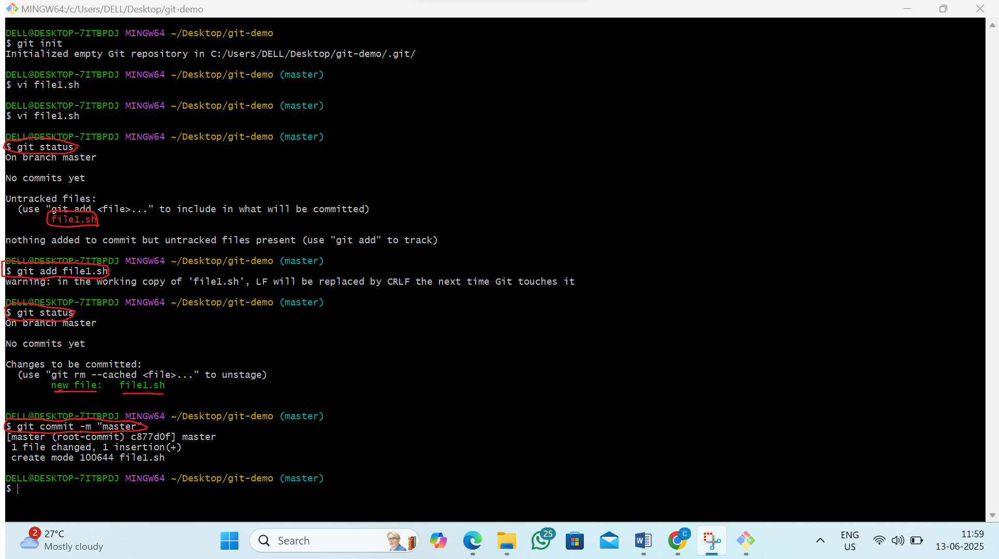 MINGW64:/c/Users/DELL/Desktop/git-demo
DELL@DESKTOP-7ITBPDJ MINGW64 ~/Desktop/git-demo
$ git init
Initialized empty Git repository in C:/Users/DELL/Desktop/git-demo/.git/
DELL@DESKTOP-7ITBPDJ MINGW64 ~/Desktop/git-demo (master)
$ vi file1.sh
DELL@DESKTOP-7ITBPDJ MINGW64 ~/Desktop/git-demo (master)
$ vi file1.sh
DELL@DESKTOP-7ITBPDJ MINGW64 ~/Desktop/git-demo (master)
$ git status
On branch master
No commits yet
Untracked files:
  (use "git add <file>..." to include in what will be committed)
        file1.sh
nothing added to commit but untracked files present (use "git add" to track)
DELL@DESKTOP-7ITBPDJ MINGW64 ~/Desktop/git-demo (master)
$ git add file1.sh
warning: in the working copy of 'file1.sh', LF will be replaced by CRLF the next time Git touches it
DELL@DESKTOP-7ITBPDJ MINGW64 ~/Desktop/git-demo (master)
$ git status
On branch master
No commits yet
Changes to be committed:
  (use "git rm --cached <file>..." to unstage)
        new file:   file1.sh
DELL@DESKTOP-7ITBPDJ MINGW64 ~/Desktop/git-demo (master)
$ git commit -m "master"
[master (root-commit) c877d0f] master
 1 file changed, 1 insertion(+)
 create mode 100644 file1.sh
DELL@DESKTOP-7ITBPDJ MINGW64 ~/Desktop/git-demo (master)
$
2
27°C
Mostly cloudy
Search
25
W
C
ENG
US
11:59
13-06-2025